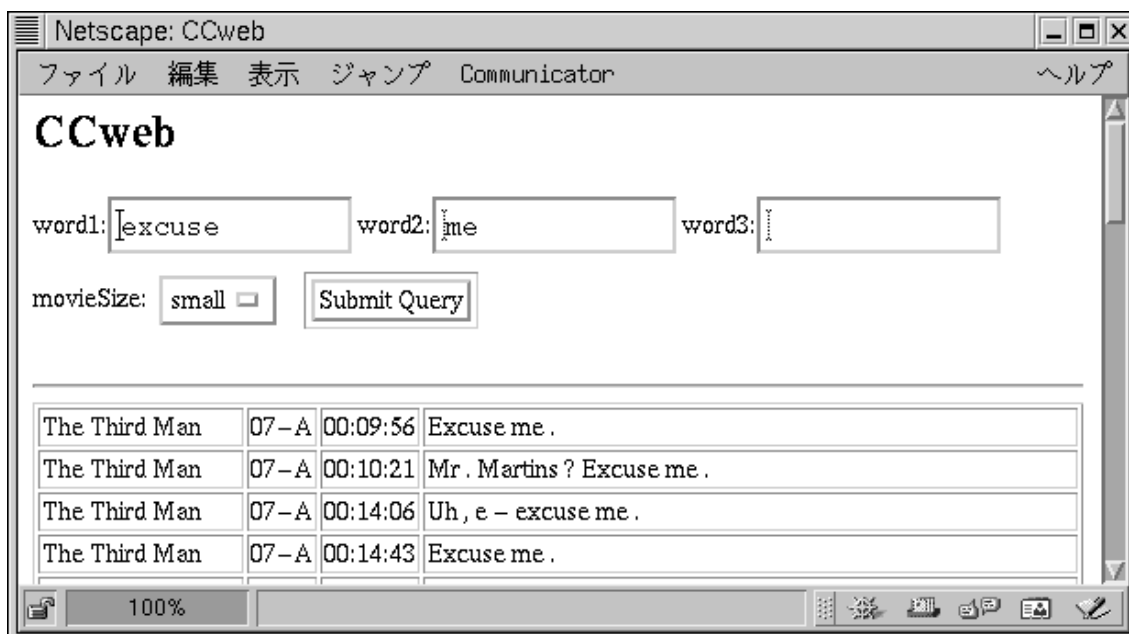 Netscape: CCweb
ファイル 編集 表示 ジャンプ Communicator ヘルプ
CCweb
word1: excuse word2: me word3:
movieSize: small Submit Query
The Third Man 07-A 00:09:56 Excuse me .
The Third Man 07-A 00:10:21 Mr . Martins ? Excuse me .
The Third Man 07-A 00:14:06 Uh , e - excuse me .
The Third Man 07-A 00:14:43 Excuse me .
100%